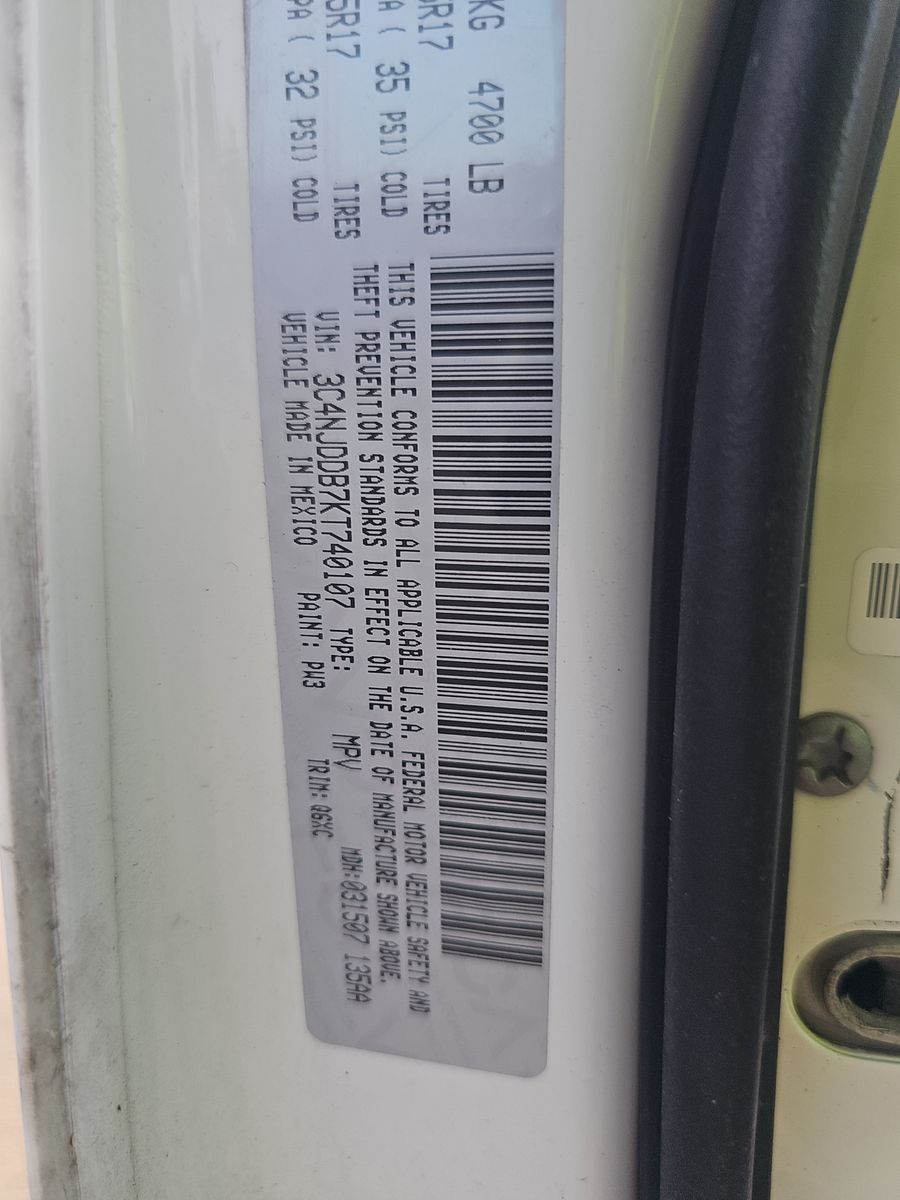 KG 4700 LB
5R17 TIRES
A ( 35 PSI) COLD
5R17 TIRES
PA ( 32 PSI) COLD
THIS VEHICLE CONFORMS TO ALL APPLICABLE U.S.A. FEDERAL MOTOR VEHICLE SAFETY AND
THEFT PREVENTION STANDARDS IN EFFECT ON THE DATE OF MANUFACTURE SHOWN ABOVE.
VIN: 3C4NJDDB7KT740107 TYPE: MPV MDH:031507 135AA
VEHICLE MADE IN MEXICO PAINT: PW3 TRIM: Q6XC